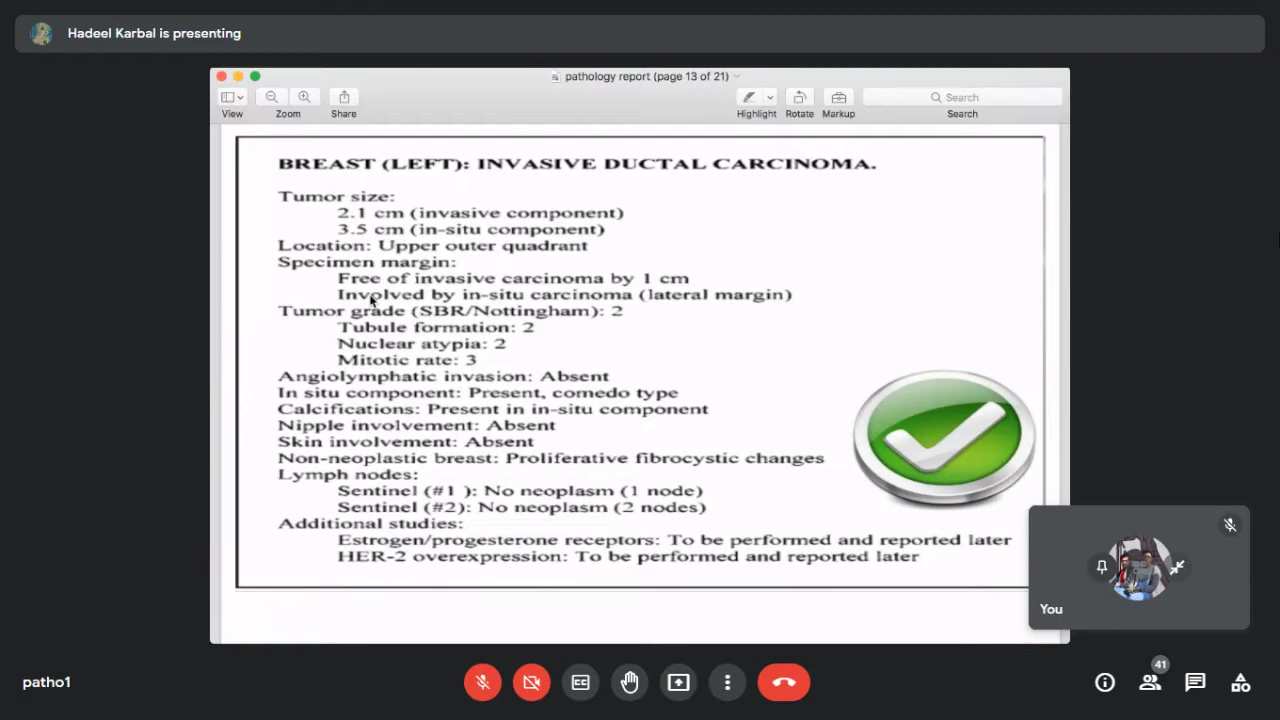 Hadeel Karbal is presenting
pathology report (page 13 of 21)
View
Zoom
Share
Highlight
Rotate
Markup
Search
Search
BREAST (LEFT): INVASIVE DUCTAL CARCINOMA.
Tumor size:
2.1 cm (invasive component)
3.5 cm (in-situ component)
Location: Upper outer quadrant
Specimen margin:
Free of invasive carcinoma by 1 cm
Involved by in-situ carcinoma (lateral margin)
Tumor grade (SBR/Nottingham): 2
Tubule formation: 2
Nuclear atypia: 2
Mitotic rate: 3
Angiolymphatic invasion: Absent
In situ component: Present, comedo type
Calcifications: Present in in-situ component
Nipple involvement: Absent
Skin involvement: Absent
Non-neoplastic breast: Proliferative fibrocystic changes
Lymph nodes:
Sentinel (#1 ): No neoplasm (1 node)
Sentinel (#2): No neoplasm (2 nodes)
Additional studies:
Estrogen/progesterone receptors: To be performed and reported later
HER-2 overexpression: To be performed and reported later
You
patho1
CC
41